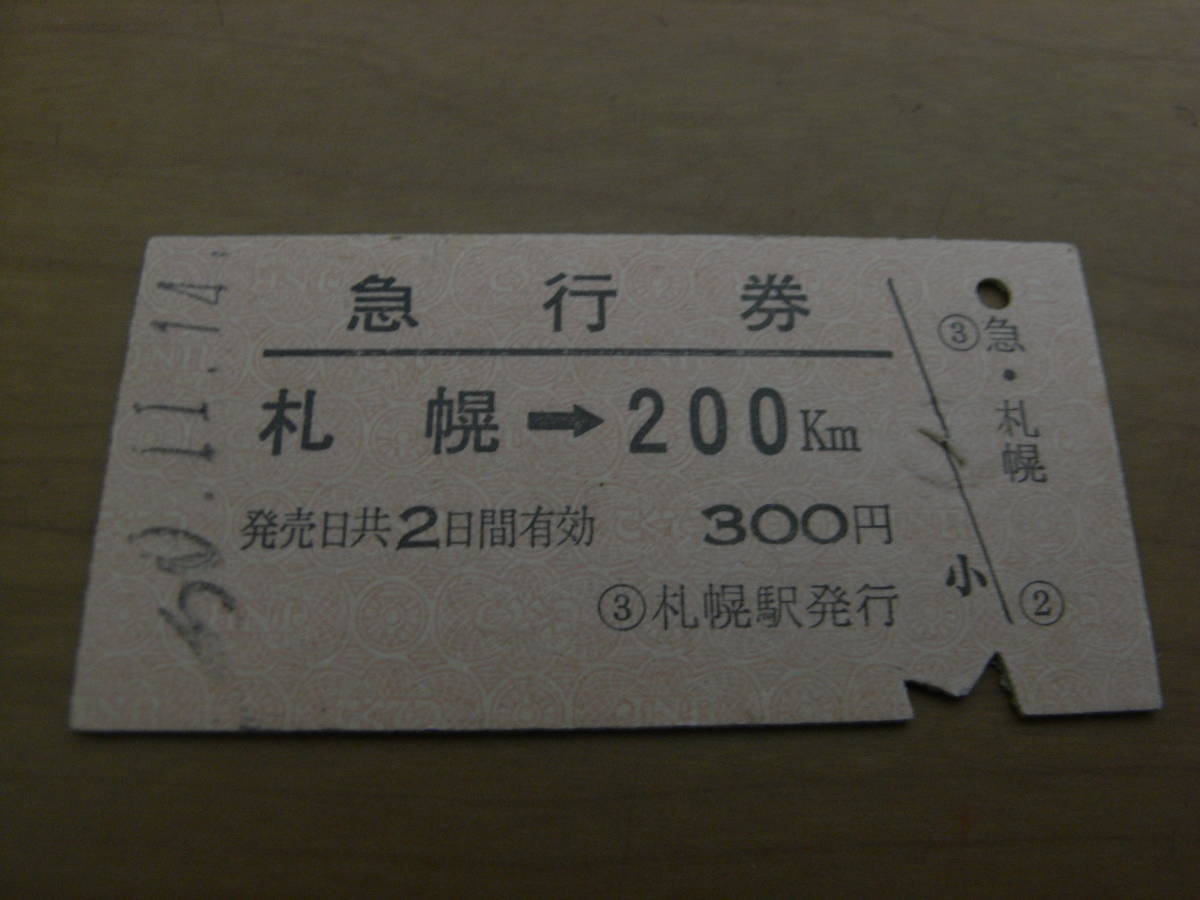 50.11.14.
急行券
札幌➡200Km
発売日共2日間有効 300円
③札幌駅発行
小
③急・札幌
②